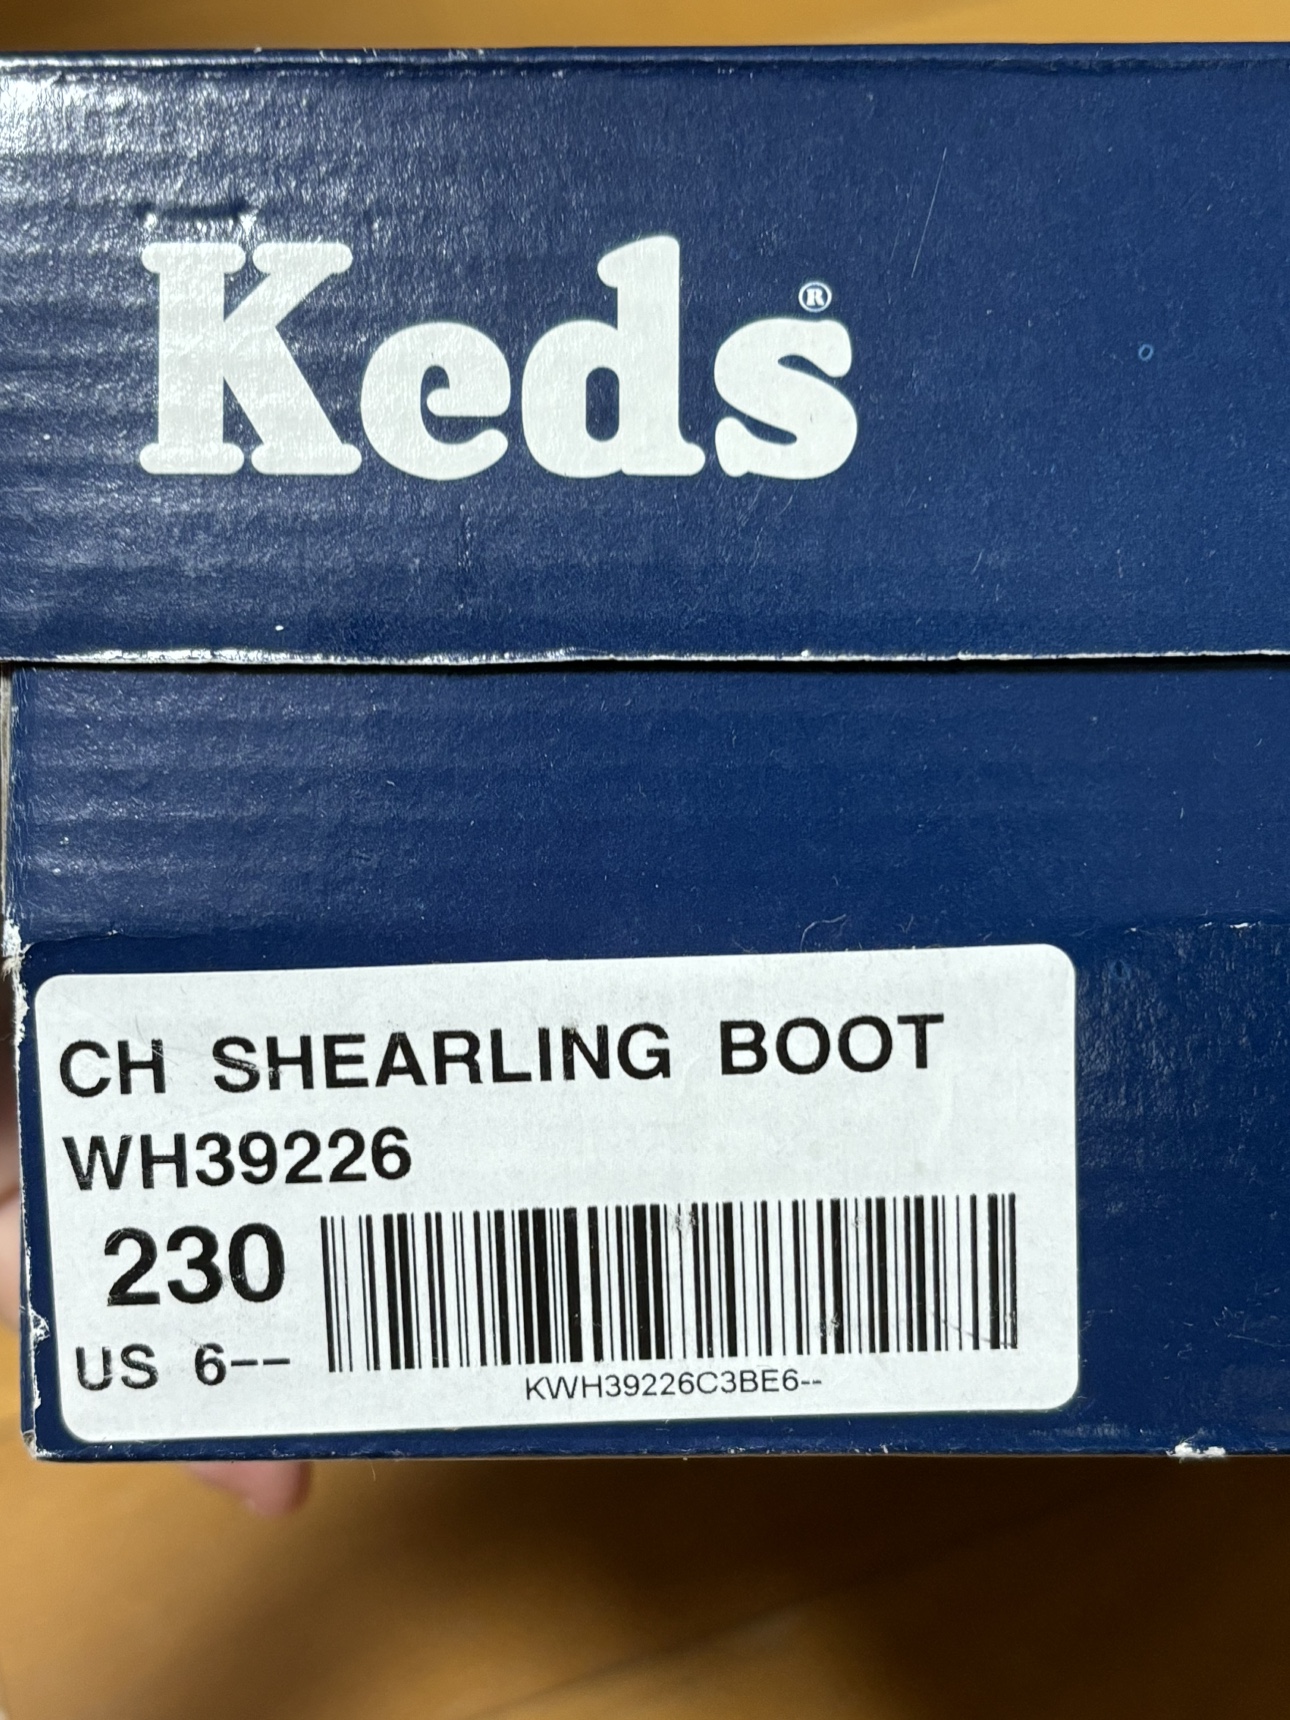 Keds®
CH SHEARLING BOOT
WH39226
230
US 6--
KWH39226C3BE6--